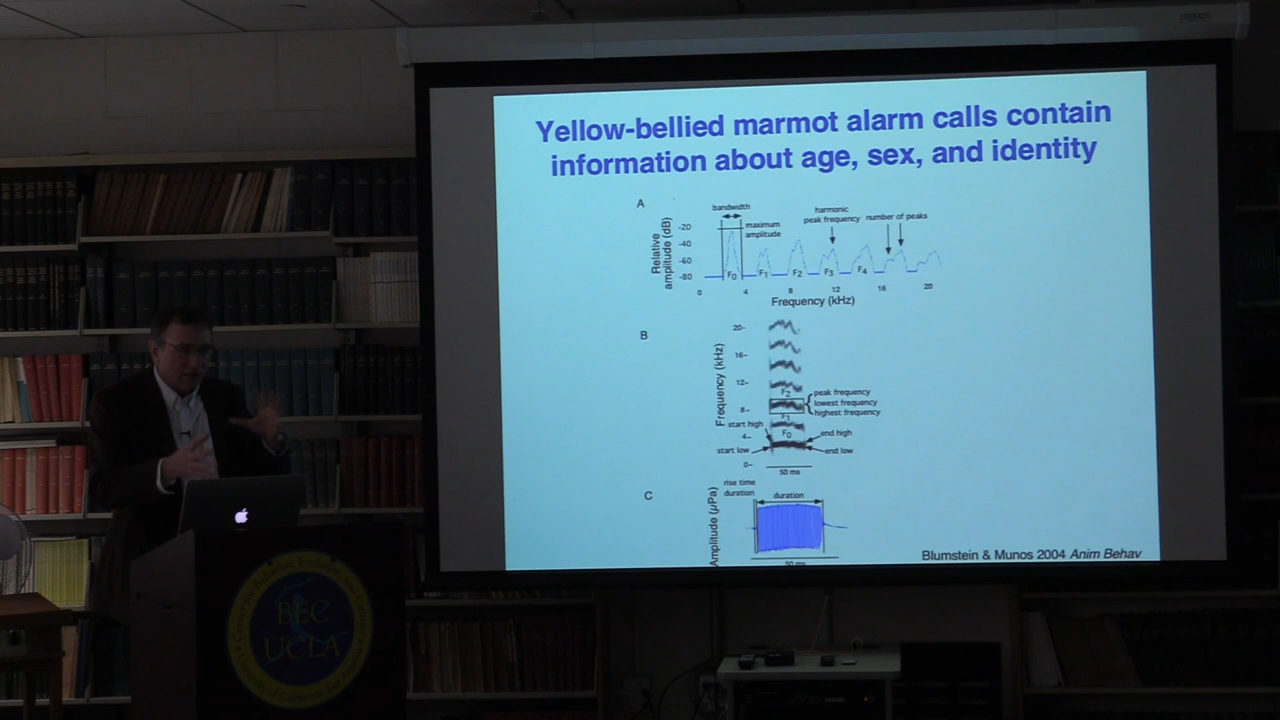 Yellow-bellied marmot alarm calls contain
information about age, sex, and identity
A
bandwidth
maximum
amplitude
harmonic
peak frequency
number of peaks
Relative
amplitude (dB)
-20
-40
-60
-80
F0
F1
F2
F3
F4
0 4 8 12 16 20
Frequency (kHz)
B
Frequency (kHz)
20-
16-
12-
8-
4-
0-
F2
peak frequency
lowest frequency
highest frequency
F1
start high
F0
end high
start low
end low
50 ms
C
rise time
duration
duration
Amplitude (µPa)
50 ms
Blumstein & Munos 2004 Anim Behav
BEC
UCLA